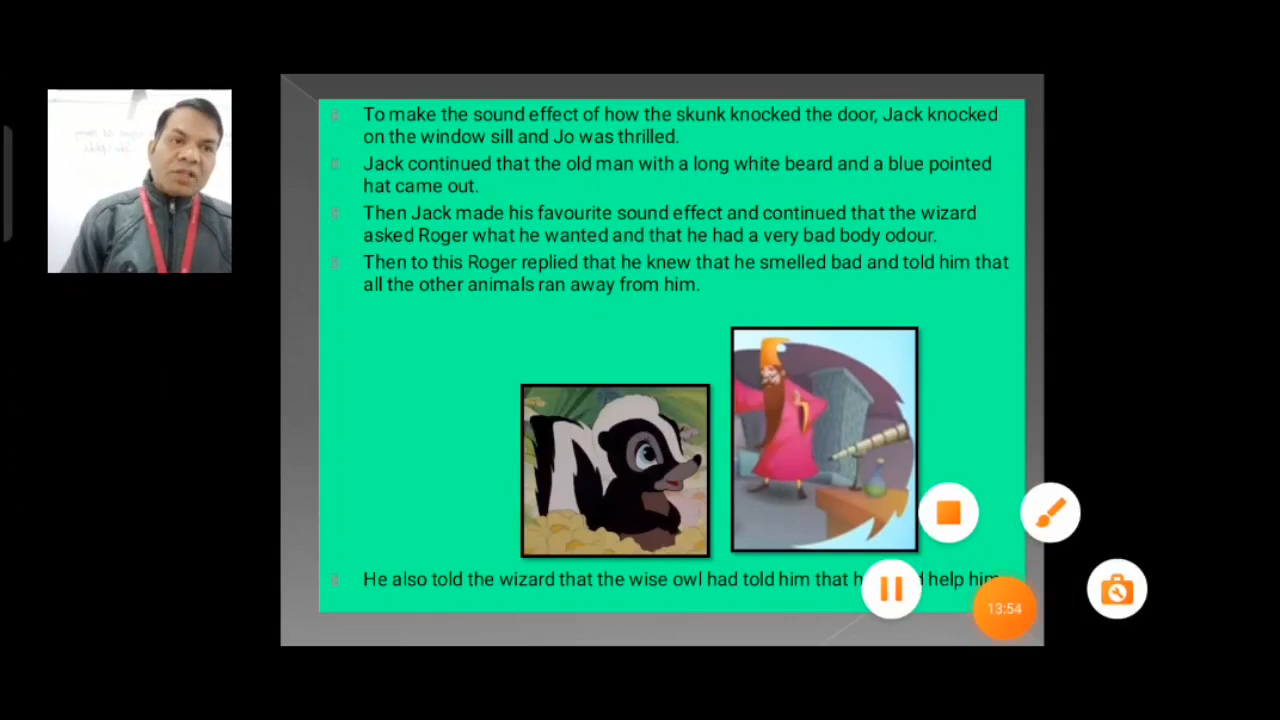 To make the sound effect of how the skunk knocked the door, Jack knocked
on the window sill and Jo was thrilled.
Jack continued that the old man with a long white beard and a blue pointed
hat came out.
Then Jack made his favourite sound effect and continued that the wizard
asked Roger what he wanted and that he had a very bad body odour.
Then to this Roger replied that he knew that he smelled bad and told him that
all the other animals ran away from him.
He also told the wizard that the wise owl had told him that help him
13:54